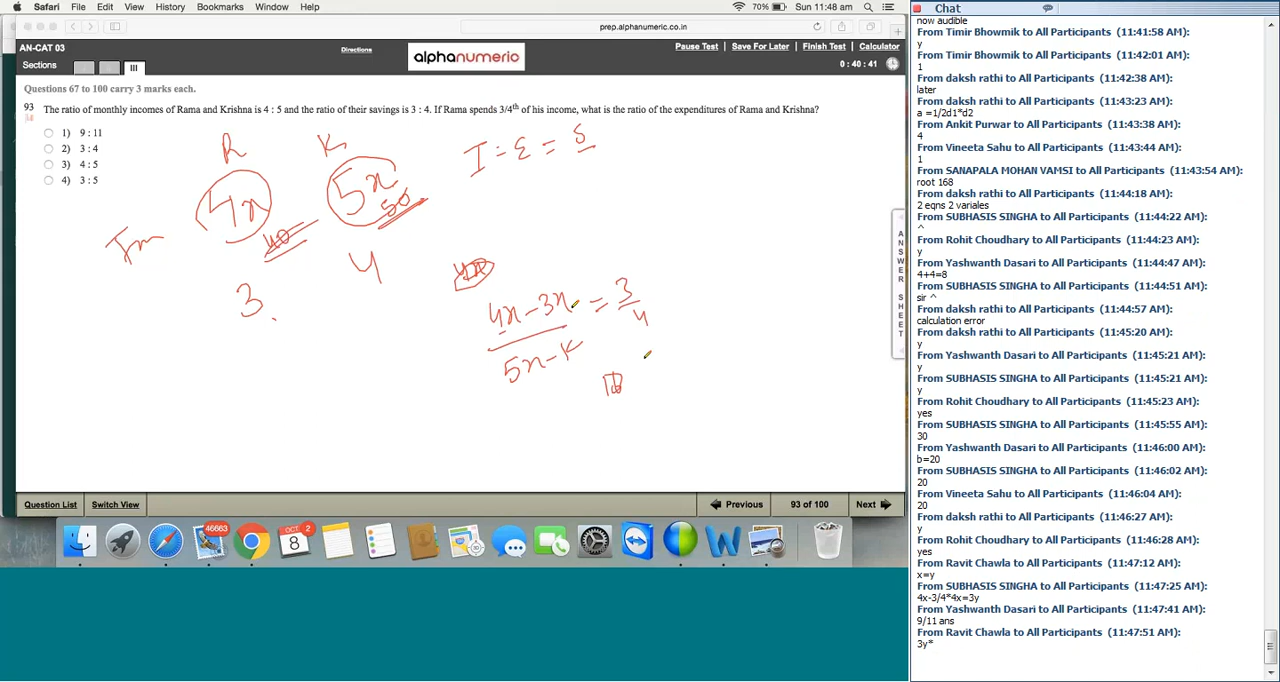 Safari File Edit View History Bookmarks Window Help
70% Sun 11:48 am
prep.alphanumeric.co.in
AN-CAT 03
Directions
alphanumeric
Pause Test Save For Later Finish Test Calculator
Sections
III
0 : 40 : 41
Questions 67 to 100 carry 3 marks each.
93 The ratio of monthly incomes of Rama and Krishna is 4 : 5 and the ratio of their savings is 3 : 4. If Rama spends 3/4th of his income, what is the ratio of the expenditures of Rama and Krishna?
1) 9 : 11
2) 3 : 4
3) 4 : 5
4) 3 : 5
R K I - E = S
4x 5x
40 50
3 4
4x - 3x = 3
5x - K 4
ANSWER SHEET
Question List Switch View
Previous 93 of 100 Next
46663
OCT 2
8
Chat
now audible
From Timir Bhowmik to All Participants (11:41:58 AM):
y
From Timir Bhowmik to All Participants (11:42:01 AM):
1
From daksh rathi to All Participants (11:42:38 AM):
later
From daksh rathi to All Participants (11:43:23 AM):
a =1/2d1*d2
From Ankit Purwar to All Participants (11:43:38 AM):
4
From Vineeta Sahu to All Participants (11:43:44 AM):
1
From SANAPALA MOHAN VAMSI to All Participants (11:43:54 AM):
root 168
From daksh rathi to All Participants (11:44:18 AM):
2 eqns 2 variales
From SUBHASIS SINGHA to All Participants (11:44:22 AM):
^
From Rohit Choudhary to All Participants (11:44:23 AM):
y
From Yashwanth Dasari to All Participants (11:44:47 AM):
4+4=8
From SUBHASIS SINGHA to All Participants (11:44:51 AM):
sir ^
From daksh rathi to All Participants (11:44:57 AM):
calculation error
From daksh rathi to All Participants (11:45:20 AM):
y
From Yashwanth Dasari to All Participants (11:45:21 AM):
y
From SUBHASIS SINGHA to All Participants (11:45:21 AM):
y
From Rohit Choudhary to All Participants (11:45:23 AM):
yes
From SUBHASIS SINGHA to All Participants (11:45:55 AM):
30
From Yashwanth Dasari to All Participants (11:46:00 AM):
b=20
From SUBHASIS SINGHA to All Participants (11:46:02 AM):
20
From Vineeta Sahu to All Participants (11:46:04 AM):
20
From daksh rathi to All Participants (11:46:27 AM):
y
From Rohit Choudhary to All Participants (11:46:28 AM):
yes
From Ravit Chawla to All Participants (11:47:12 AM):
x=y
From SUBHASIS SINGHA to All Participants (11:47:25 AM):
4x-3/4*4x=3y
From Yashwanth Dasari to All Participants (11:47:41 AM):
9/11 ans
From Ravit Chawla to All Participants (11:47:51 AM):
3y*